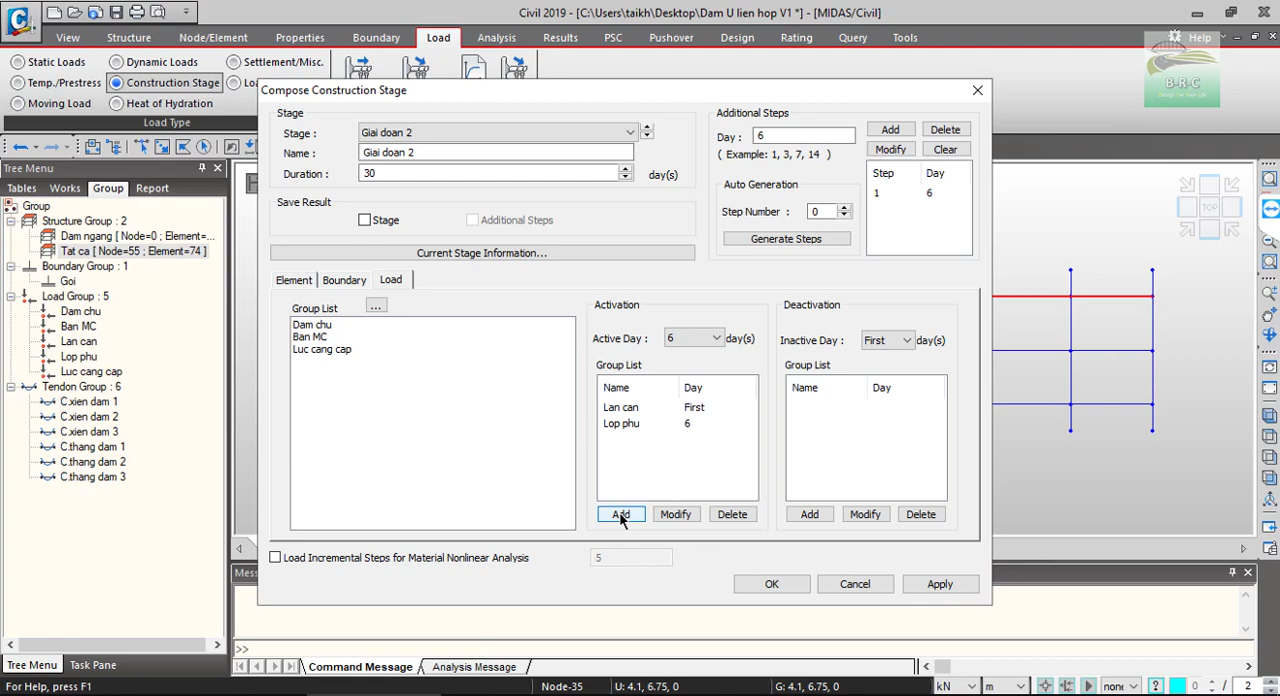 Civil 2019 - [C:\Users\taikh\Desktop\Dam U lien hop V1 *] - [MIDAS/Civil]
View Structure Node/Element Properties Boundary Load Analysis Results PSC Pushover Design Rating Query Tools Help
Static Loads Dynamic Loads Settlement/Misc.
Temp./Prestress Construction Stage
Moving Load Heat of Hydration
Load Type
B-R-C
Tree Menu
Tables Works Group Report
Group
Structure Group : 2
Dam ngang [ Node=0 ; Element=...
Tat ca [ Node=55 ; Element=74 ]
Boundary Group : 1
Goi
Load Group : 5
Dam chu
Ban MC
Lan can
Lop phu
Luc cang cap
Tendon Group : 6
C.xien dam 1
C.xien dam 2
C.xien dam 3
C.thang dam 1
C.thang dam 2
C.thang dam 3
Tree Menu Task Pane
Compose Construction Stage
Stage
Stage : Giai doan 2
Name : Giai doan 2
Duration : 30 day(s)
Save Result
Stage Additional Steps
Current Stage Information...
Additional Steps
Day : 6 Add Delete
( Example: 1, 3, 7, 14 ) Modify Clear
Auto Generation
Step Number : 0
Generate Steps
Step Day
1 6
Element Boundary Load
Group List ...
Dam chu
Ban MC
Luc cang cap
Activation
Active Day : 6 day(s)
Group List
Name Day
Lan can First
Lop phu 6
Add Modify Delete
Deactivation
Inactive Day : First day(s)
Group List
Name Day
Add Modify Delete
Load Incremental Steps for Material Nonlinear Analysis 5
OK Cancel Apply
TOP
>>
Command Message Analysis Message
For Help, press F1 Node-35 U: 4.1, 6.75, 0 G: 4.1, 6.75, 0 kN m none ? 0 / 2